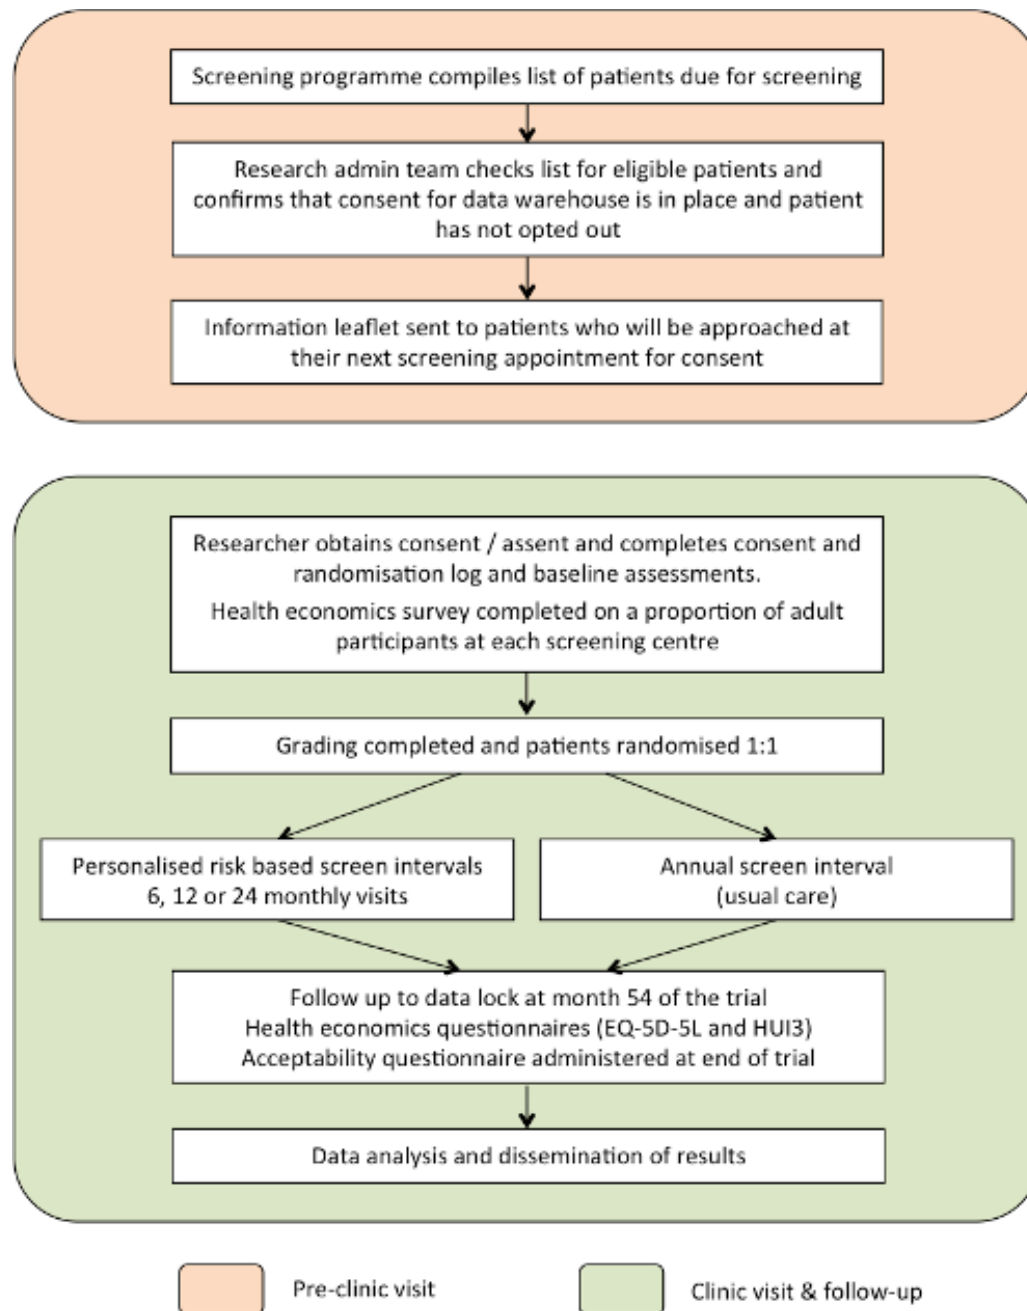 Screening programme compiles list of patients due for screening
Research admin team checks list for eligible patients and
confirms that consent for data warehouse is in place and patient
has not opted out
Information leaflet sent to patients who will be approached at
their next screening appointment for consent
Researcher obtains consent / assent and completes consent and
randomisation log and baseline assessments.
Health economics survey completed on a proportion of adult
participants at each screening centre
Grading completed and patients randomised 1:1
Personalised risk based screen intervals
6, 12 or 24 monthly visits
Annual screen interval
(usual care)
Follow up to data lock at month 54 of the trial
Health economics questionnaires (EQ-5D-5L and HUI3)
Acceptability questionnaire administered at end of trial
Data analysis and dissemination of results
Pre-clinic visit
Clinic visit & follow-up